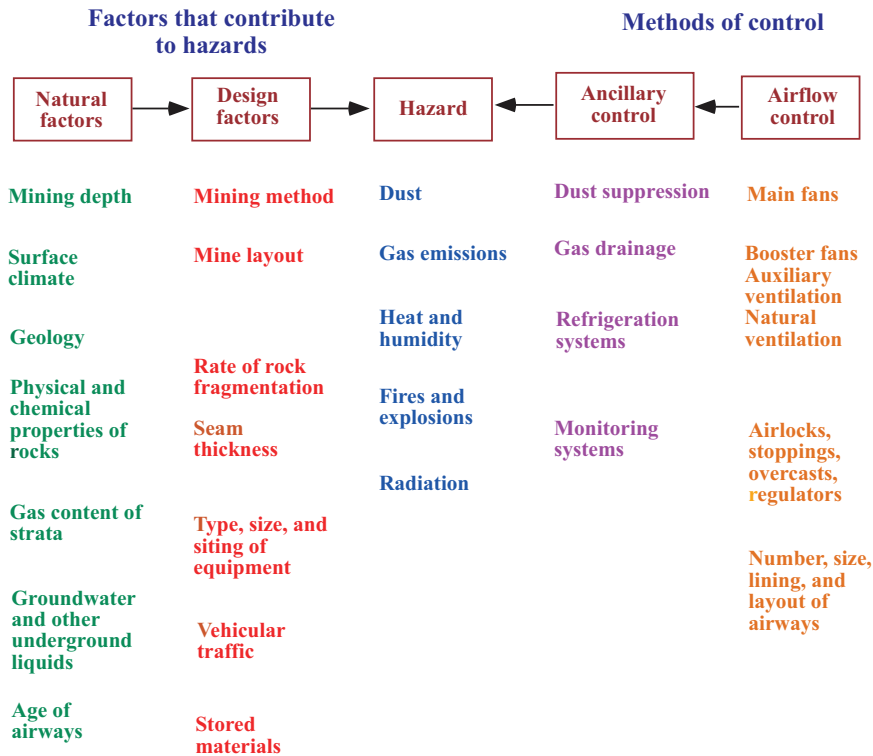 Factors that contribute
to hazards
Methods of control
Natural
factors
Design
factors
Hazard
Ancillary
control
Airflow
control
Mining depth
Surface
climate
Geology
Physical and
chemical
properties of
rocks
Gas content of
strata
Groundwater
and other
underground
liquids
Age of
airways
Mining method
Mine layout
Rate of rock
fragmentation
Seam
thickness
Type, size, and
siting of
equipment
Vehicular
traffic
Stored
materials
Dust
Gas emissions
Heat and
humidity
Fires and
explosions
Radiation
Dust suppression
Gas drainage
Refrigeration
systems
Monitoring
systems
Main fans
Booster fans
Auxiliary
ventilation
Natural
ventilation
Airlocks,
stoppings,
overcasts,
regulators
Number, size,
lining, and
layout of
airways